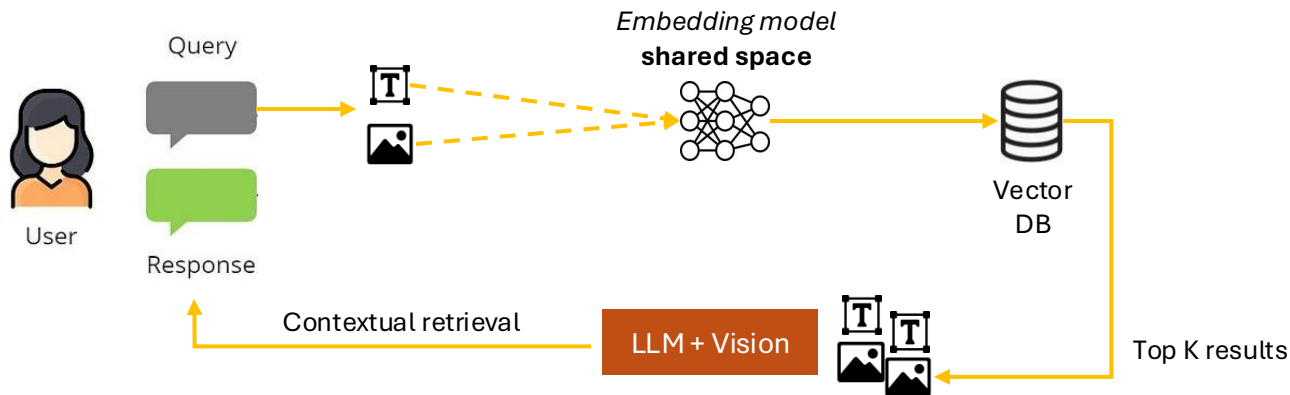 Embedding model
shared space
Query
T
User
Response
Vector
DB
Contextual retrieval
LLM + Vision
T
T
Top K results